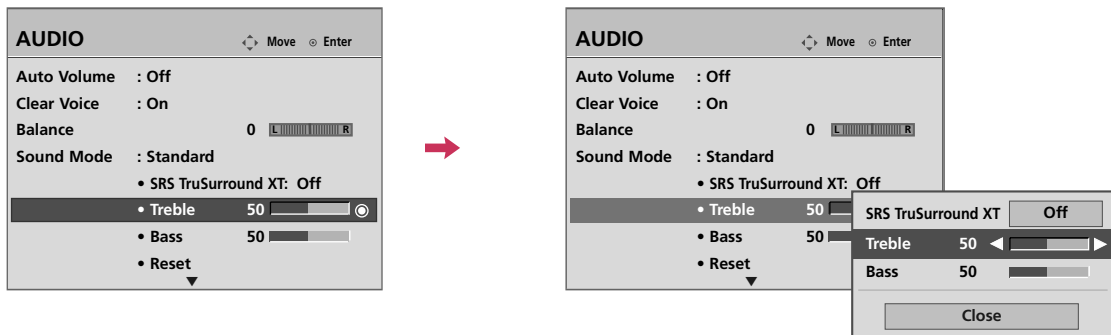 AUDIO Move Enter
Auto Volume : Off
Clear Voice : On
Balance 0 L R
Sound Mode : Standard
• SRS TruSurround XT: Off
• Treble 50
• Bass 50
• Reset
AUDIO Move Enter
Auto Volume : Off
Clear Voice : On
Balance 0 L R
Sound Mode : Standard
• SRS TruSurround XT: Off
• Treble 50
• Bass 50
• Reset
SRS TruSurround XT Off
Treble 50
Bass 50
Close